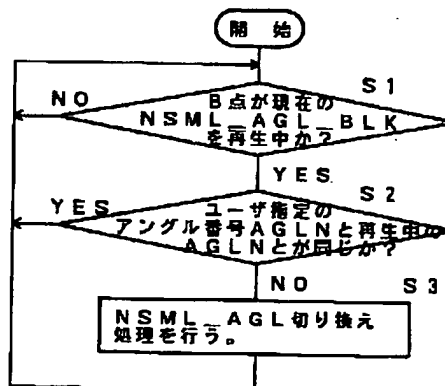 開 始
S1
NO
B点が現在の
NSML_AGL_BLK
を再生中か?
YES
S2
YES
ユーザ指定の
アングル番号AGLNと再生中の
AGLNとが同じか?
NO
S3
NSML_AGL切り換え
処理を行う。